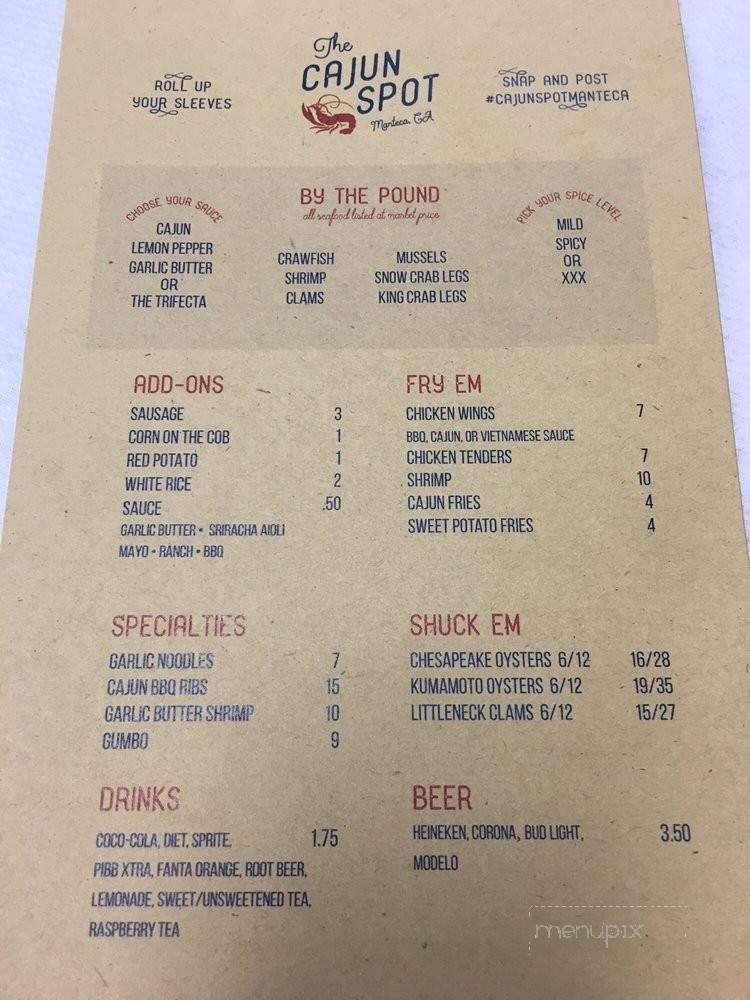 The
CAJUN
SPOT
Manteca, CA
ROLL UP
YOUR SLEEVES
SNAP AND POST
#CAJUNSPOTMANTECA
CHOOSE YOUR SAUCE
CAJUN
LEMON PEPPER
GARLIC BUTTER
OR
THE TRIFECTA
BY THE POUND
all seafood listed at market price
CRAWFISH
SHRIMP
CLAMS
MUSSELS
SNOW CRAB LEGS
KING CRAB LEGS
PICK YOUR SPICE LEVEL
MILD
SPICY
OR
XXX
ADD-ONS
SAUSAGE 3
CORN ON THE COB 1
RED POTATO 1
WHITE RICE 2
SAUCE .50
GARLIC BUTTER • SRIRACHA AIOLI
MAYO • RANCH • BBQ
FRY EM
CHICKEN WINGS 7
BBQ, CAJUN, OR VIETNAMESE SAUCE
CHICKEN TENDERS 7
SHRIMP 10
CAJUN FRIES 4
SWEET POTATO FRIES 4
SPECIALTIES
GARLIC NOODLES 7
CAJUN BBQ RIBS 15
GARLIC BUTTER SHRIMP 10
GUMBO 9
SHUCK EM
CHESAPEAKE OYSTERS 6/12 16/28
KUMAMOTO OYSTERS 6/12 19/35
LITTLENECK CLAMS 6/12 15/27
DRINKS
COCO-COLA, DIET, SPRITE, 1.75
PIBB XTRA, FANTA ORANGE, ROOT BEER,
LEMONADE, SWEET/UNSWEETENED TEA,
RASPBERRY TEA
BEER
HEINEKEN, CORONA, BUD LIGHT, 3.50
MODELO
menupix